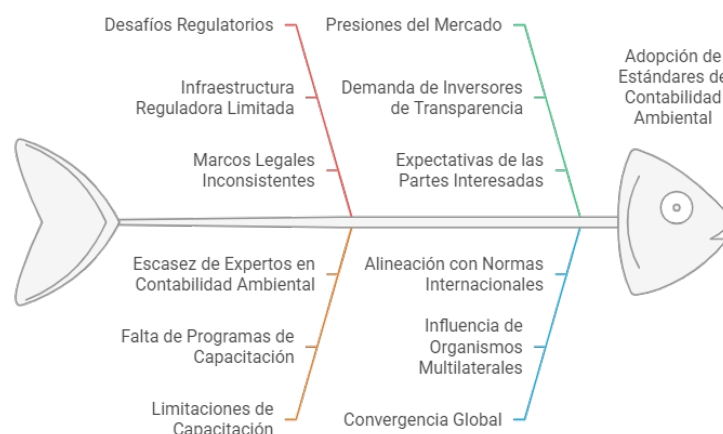 Desafíos Regulatorios
Infraestructura
Reguladora Limitada
Marcos Legales
Inconsistentes
Presiones del Mercado
Demanda de Inversores
de Transparencia
Expectativas de las
Partes Interesadas
Adopción de
Estándares de
Contabilidad
Ambiental
Escasez de Expertos en
Contabilidad Ambiental
Falta de Programas de
Capacitación
Limitaciones de
Capacitación
Alineación con Normas
Internacionales
Influencia de
Organismos
Multilaterales
Convergencia Global